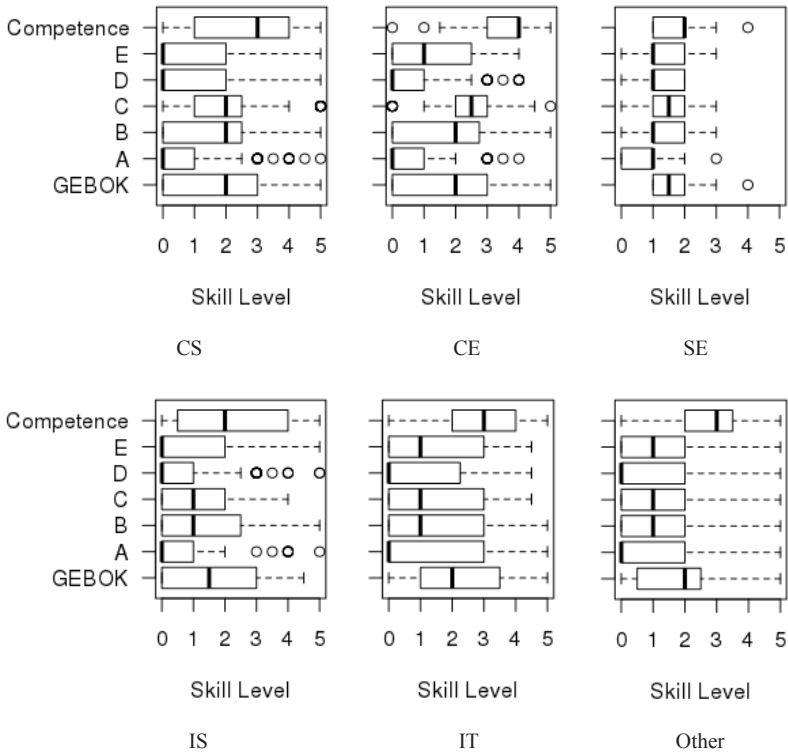 Competence
E
D
C
B
A
GEBOK
0 1 2 3 4 5
0 1 2 3 4 5
0 1 2 3 4 5
Skill Level
Skill Level
Skill Level
CS
CE
SE
Competence
E
D
C
B
A
GEBOK
0 1 2 3 4 5
0 1 2 3 4 5
0 1 2 3 4 5
Skill Level
Skill Level
Skill Level
IS
IT
Other